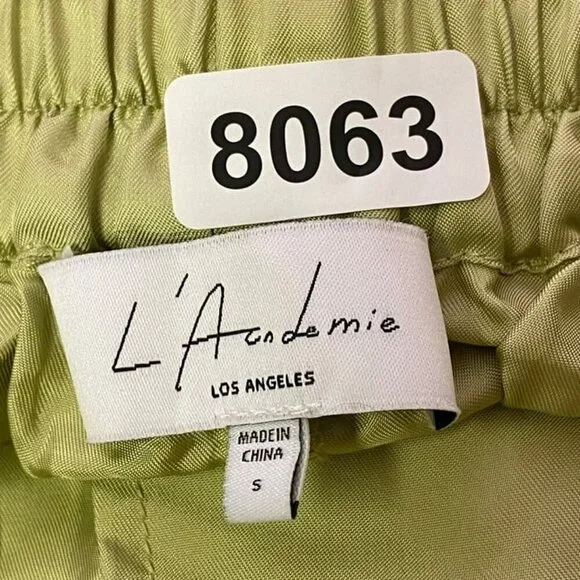 8063
L'Academie
LOS ANGELES
MADE IN
CHINA
S